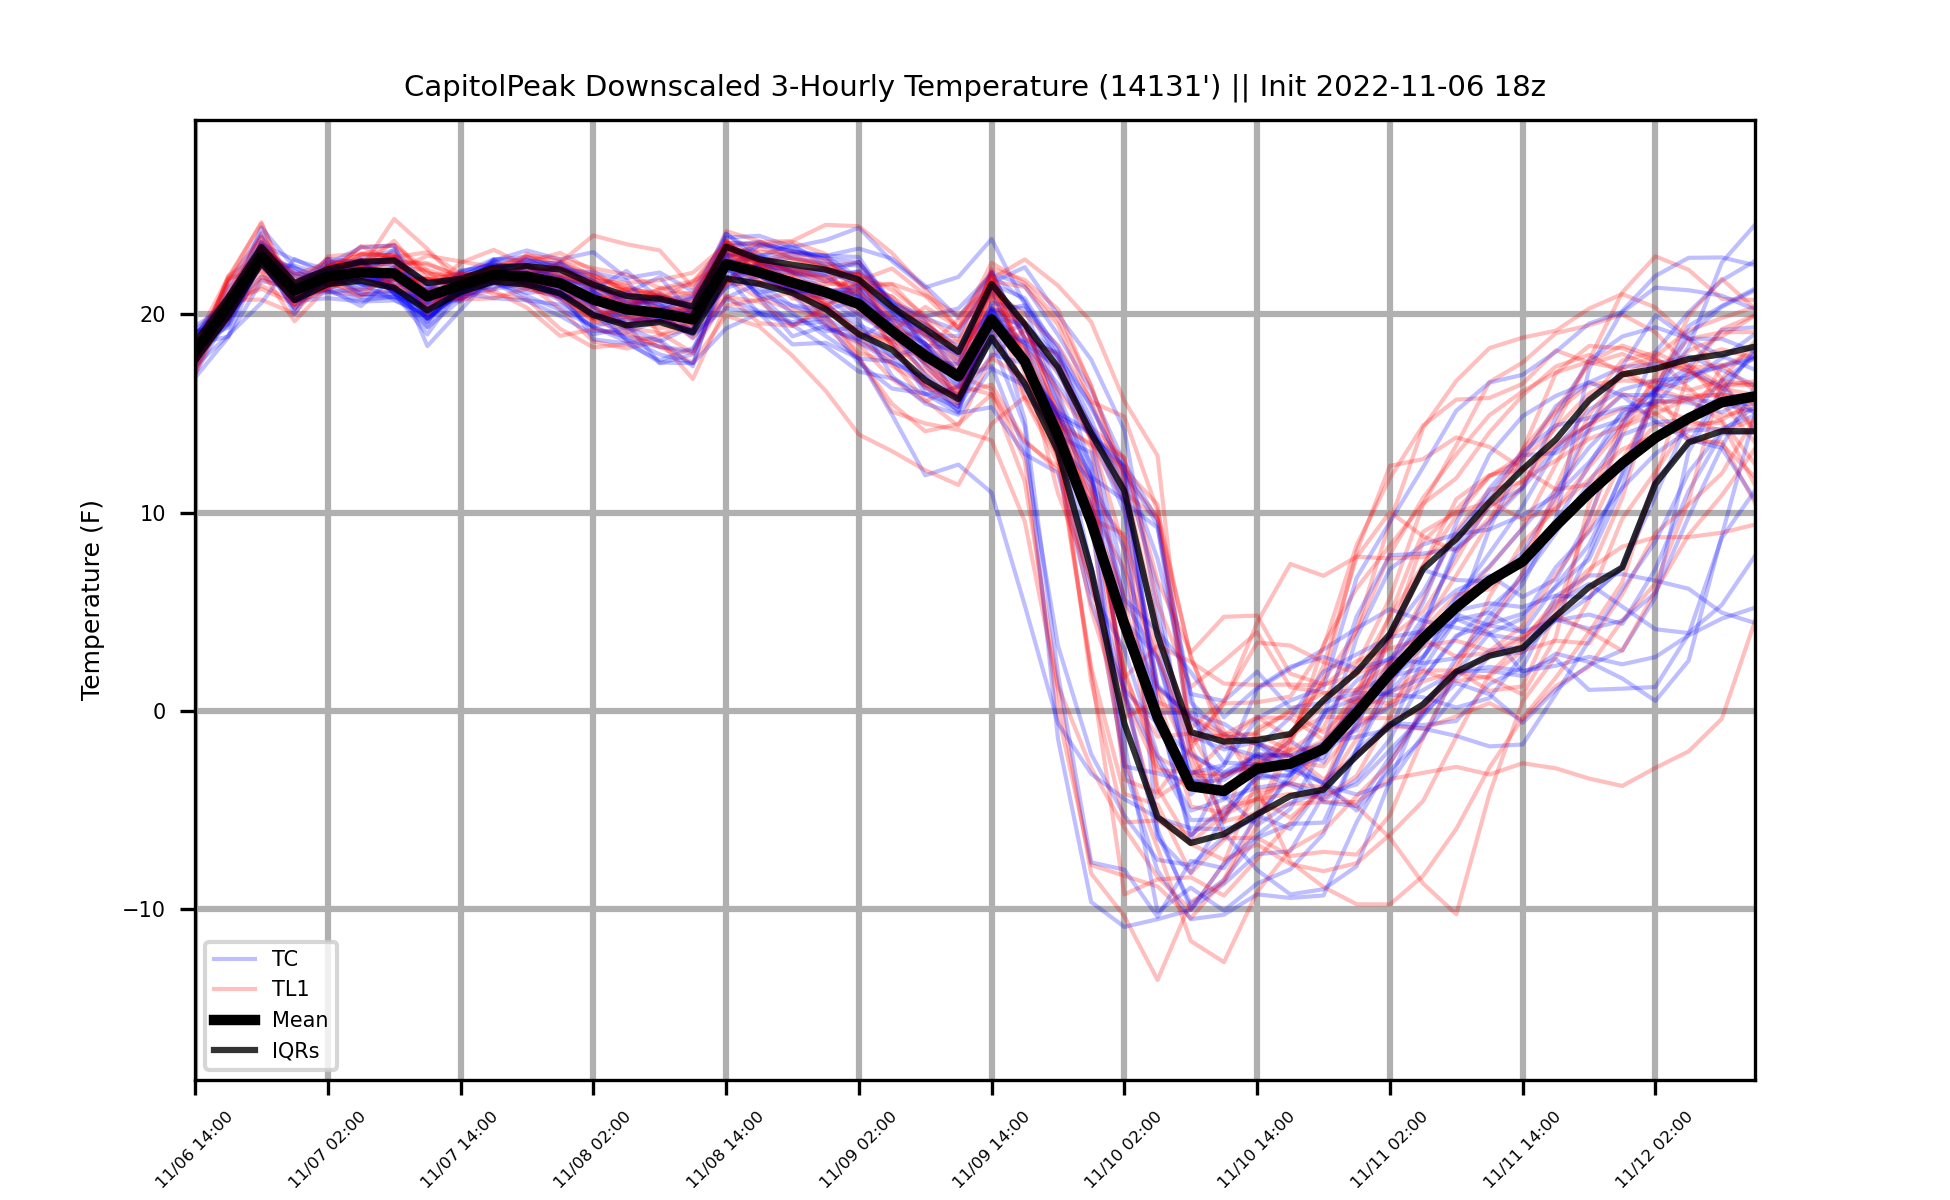 CapitolPeak Downscaled 3-Hourly Temperature (14131') || Init 2022-11-06 18z
Temperature (F)
20
10
0
−10
TC
TL1
Mean
IQRs
11/06 14:00
11/07 02:00
11/07 14:00
11/08 02:00
11/08 14:00
11/09 02:00
11/09 14:00
11/10 02:00
11/10 14:00
11/11 02:00
11/11 14:00
11/12 02:00